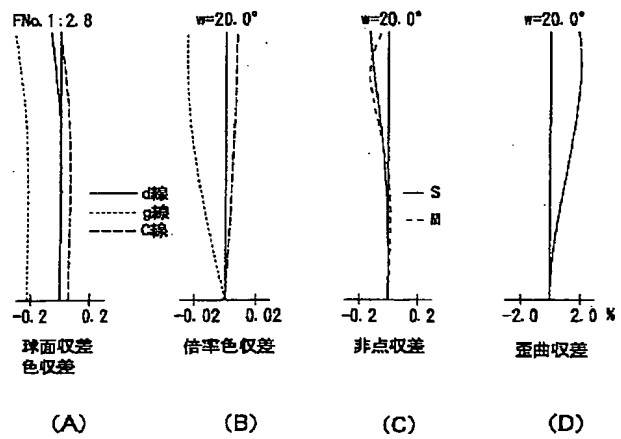 FNo.1:2.8
w=20.0°
w=20.0°
w=20.0°
d線
g線
C線
S
M
-0.2 0.2
-0.02 0.02
-0.2 0.2
-2.0 2.0 %
球面収差
色収差
倍率色収差
非点収差
歪曲収差
(A)
(B)
(C)
(D)